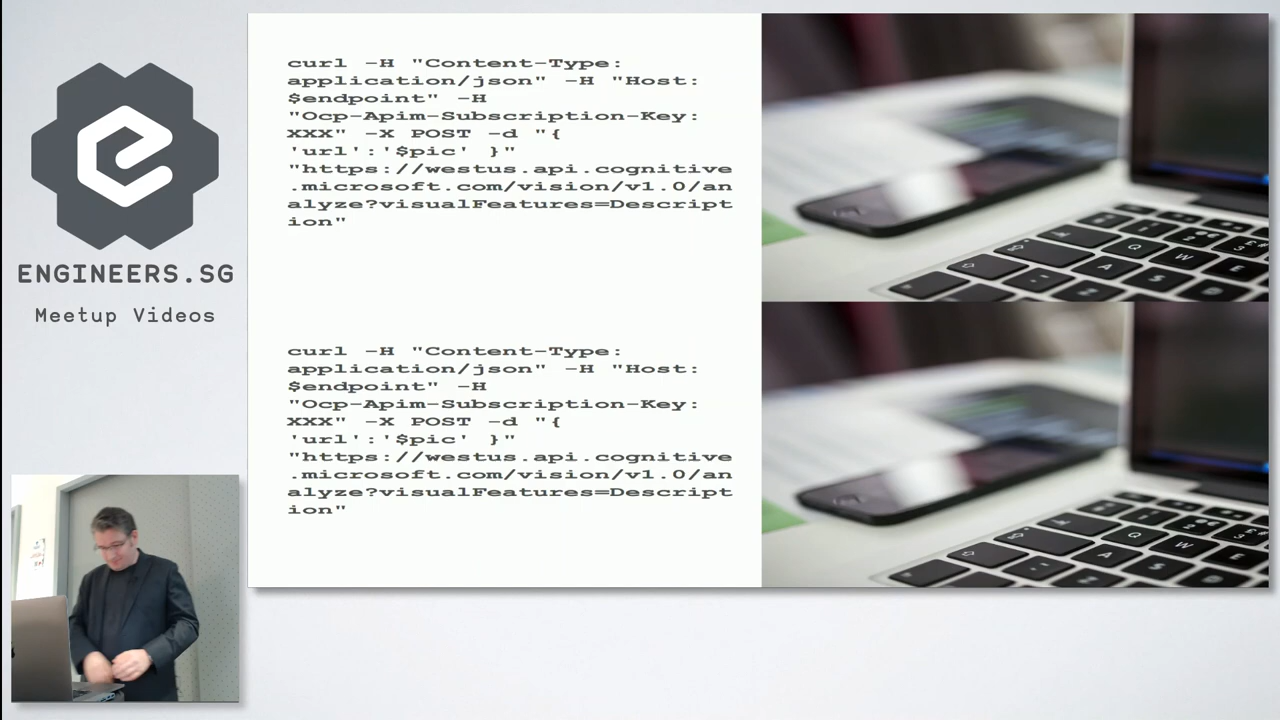 ENGINEERS.SG
Meetup Videos
curl -H "Content-Type:
application/json" -H "Host:
$endpoint" -H
"Ocp-Apim-Subscription-Key:
XXX" -X POST -d "{
'url':'$pic' }"
"https://westus.api.cognitive
.microsoft.com/vision/v1.0/an
alyze?visualFeatures=Descript
ion"
curl -H "Content-Type:
application/json" -H "Host:
$endpoint" -H
"Ocp-Apim-Subscription-Key:
XXX" -X POST -d "{
'url':'$pic' }"
"https://westus.api.cognitive
.microsoft.com/vision/v1.0/an
alyze?visualFeatures=Descript
ion"
Q
W
E
A
S
D
Z
Q
W
E
A
S
D
Z